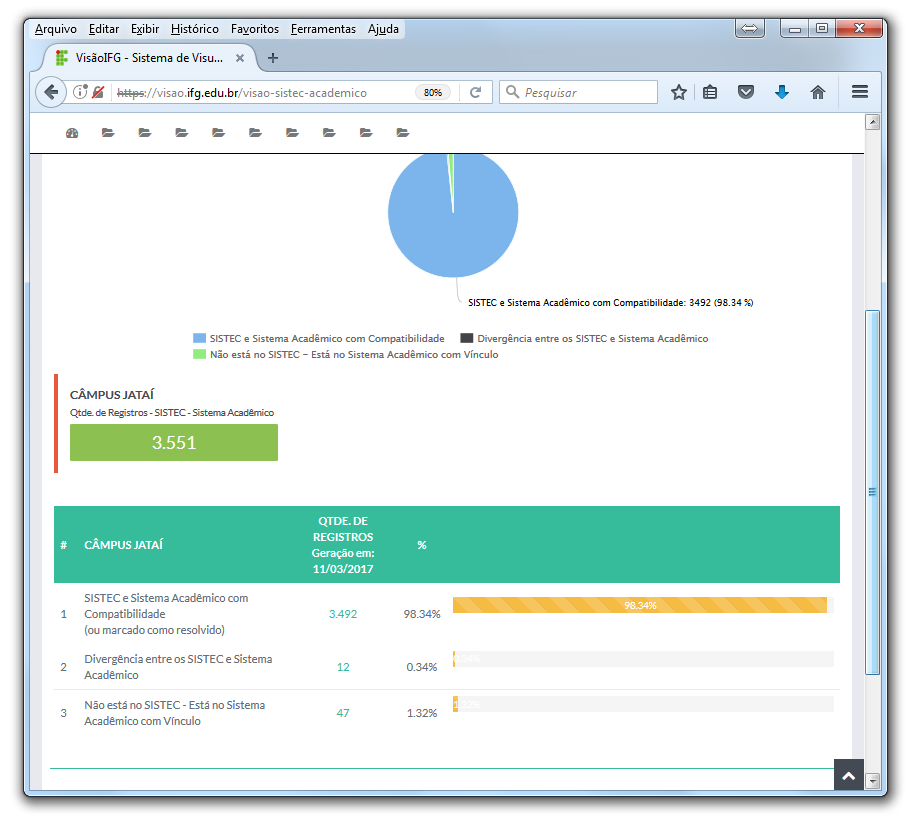 Arquivo Editar Exibir Histórico Favoritos Ferramentas Ajuda
VisãoIFG - Sistema de Visu...
https://visao.ifg.edu.br/visao-sistec-academico 80% Pesquisar
SISTEC e Sistema Acadêmico com Compatibilidade: 3492 (98.34 %)
SISTEC e Sistema Acadêmico com Compatibilidade Divergência entre os SISTEC e Sistema Acadêmico
Não está no SISTEC – Está no Sistema Acadêmico com Vínculo
CÂMPUS JATAÍ
Qtde. de Registros - SISTEC - Sistema Acadêmico
3.551
# CÂMPUS JATAÍ QTDE. DE REGISTROS Geração em: 11/03/2017 %
1 SISTEC e Sistema Acadêmico com Compatibilidade (ou marcado como resolvido) 3.492 98.34% 98.34%
2 Divergência entre os SISTEC e Sistema Acadêmico 12 0.34% 0.34%
3 Não está no SISTEC - Está no Sistema Acadêmico com Vínculo 47 1.32% 1.32%